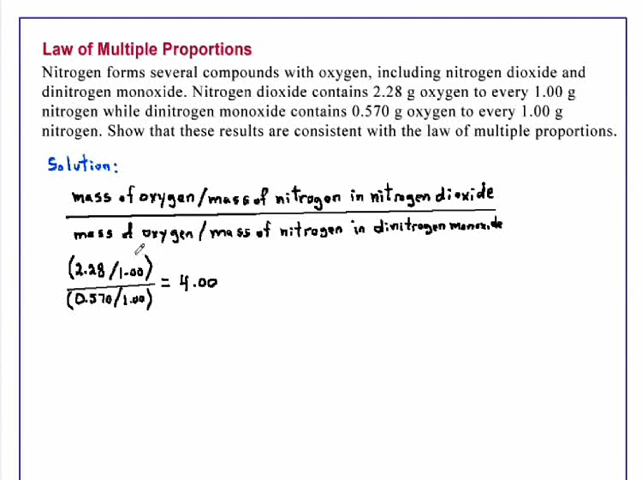 Law of Multiple Proportions
Nitrogen forms several compounds with oxygen, including nitrogen dioxide and
dinitrogen monoxide. Nitrogen dioxide contains 2.28 g oxygen to every 1.00 g
nitrogen while dinitrogen monoxide contains 0.570 g oxygen to every 1.00 g
nitrogen. Show that these results are consistent with the law of multiple proportions.
Solution:
mass of oxygen/mass of nitrogen in nitrogen dioxide
mass of oxygen/mass of nitrogen in dinitrogen monoxide
(2.28/1.00)
(0.570/1.00) = 4.00